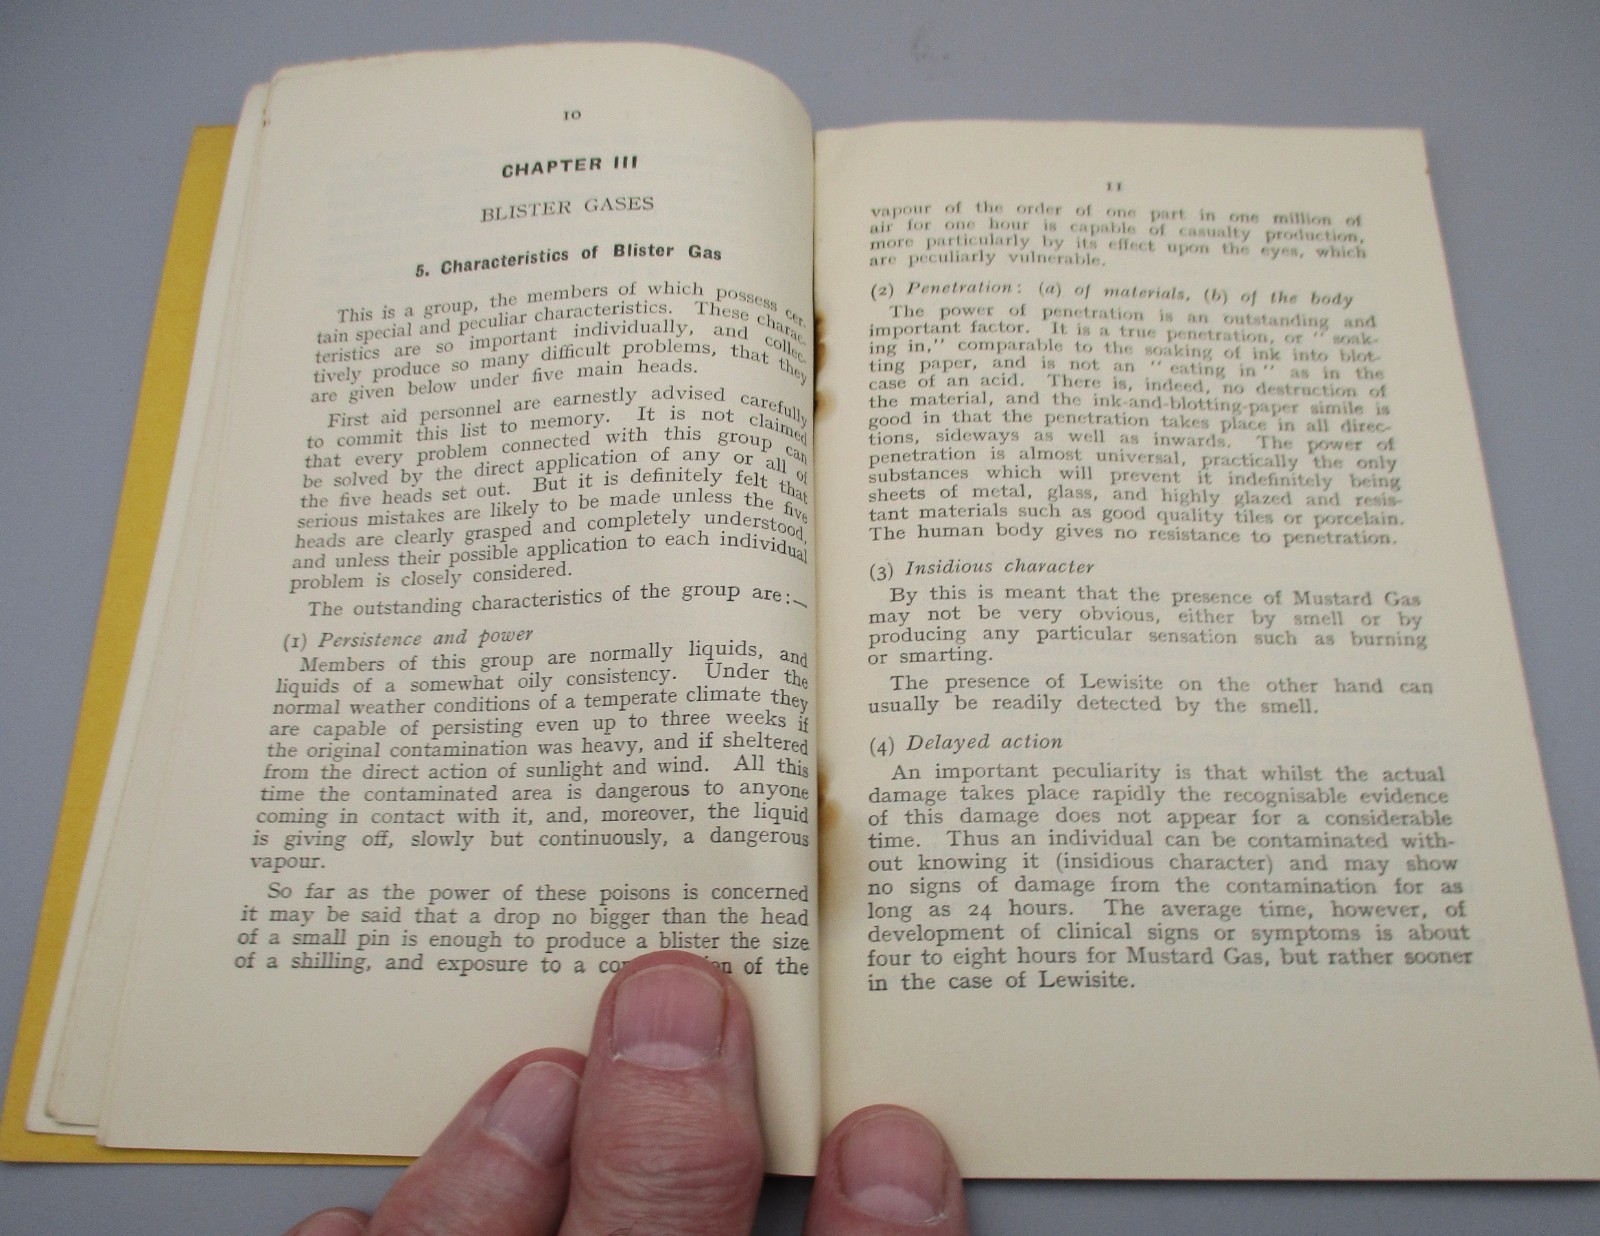 10
CHAPTER III
BLISTER GASES
5. Characteristics of Blister Gas
This is a group, the members of which possess cer-
tain special and peculiar characteristics. These charac-
teristics are so important individually, and collec-
tively produce so many difficult problems, that they
are given below under five main heads.
First aid personnel are earnestly advised carefully
to commit this list to memory. It is not claimed
that every problem connected with this group can
be solved by the direct application of any or all of
the five heads set out. But it is definitely felt that
serious mistakes are likely to be made unless the five
heads are clearly grasped and completely understood,
and unless their possible application to each individual
problem is closely considered.
The outstanding characteristics of the group are:—
(1) Persistence and power
Members of this group are normally liquids, and
liquids of a somewhat oily consistency. Under the
normal weather conditions of a temperate climate they
are capable of persisting even up to three weeks if
the original contamination was heavy, and if sheltered
from the direct action of sunlight and wind. All this
time the contaminated area is dangerous to anyone
coming in contact with it, and, moreover, the liquid
is giving off, slowly but continuously, a dangerous
vapour.
So far as the power of these poisons is concerned
it may be said that a drop no bigger than the head
of a small pin is enough to produce a blister the size
of a shilling, and exposure to a of the
11
vapour of the order of one part in one million of
air for one hour is capable of casualty production,
more particularly by its effect upon the eyes, which
are peculiarly vulnerable.
(2) Penetration: (a) of materials, (b) of the body
The power of penetration is an outstanding and
important factor. It is a true penetration, or "soak-
ing in," comparable to the soaking of ink into blot-
ting paper, and is not an "eating in" as in the
case of an acid. There is, indeed, no destruction of
the material, and the ink-and-blotting-paper simile is
good in that the penetration takes place in all direc-
tions, sideways as well as inwards. The power of
penetration is almost universal, practically the only
substances which will prevent it indefinitely being
sheets of metal, glass, and highly glazed and resis-
tant materials such as good quality tiles or porcelain.
The human body gives no resistance to penetration.
(3) Insidious character
By this is meant that the presence of Mustard Gas
may not be very obvious, either by smell or by
producing any particular sensation such as burning
or smarting.
The presence of Lewisite on the other hand can
usually be readily detected by the smell.
(4) Delayed action
An important peculiarity is that whilst the actual
damage takes place rapidly the recognisable evidence
of this damage does not appear for a considerable
time. Thus an individual can be contaminated with-
out knowing it (insidious character) and may show
no signs of damage from the contamination for as
long as 24 hours. The average time, however, of
development of clinical signs or symptoms is about
four to eight hours for Mustard Gas, but rather sooner
in the case of Lewisite.